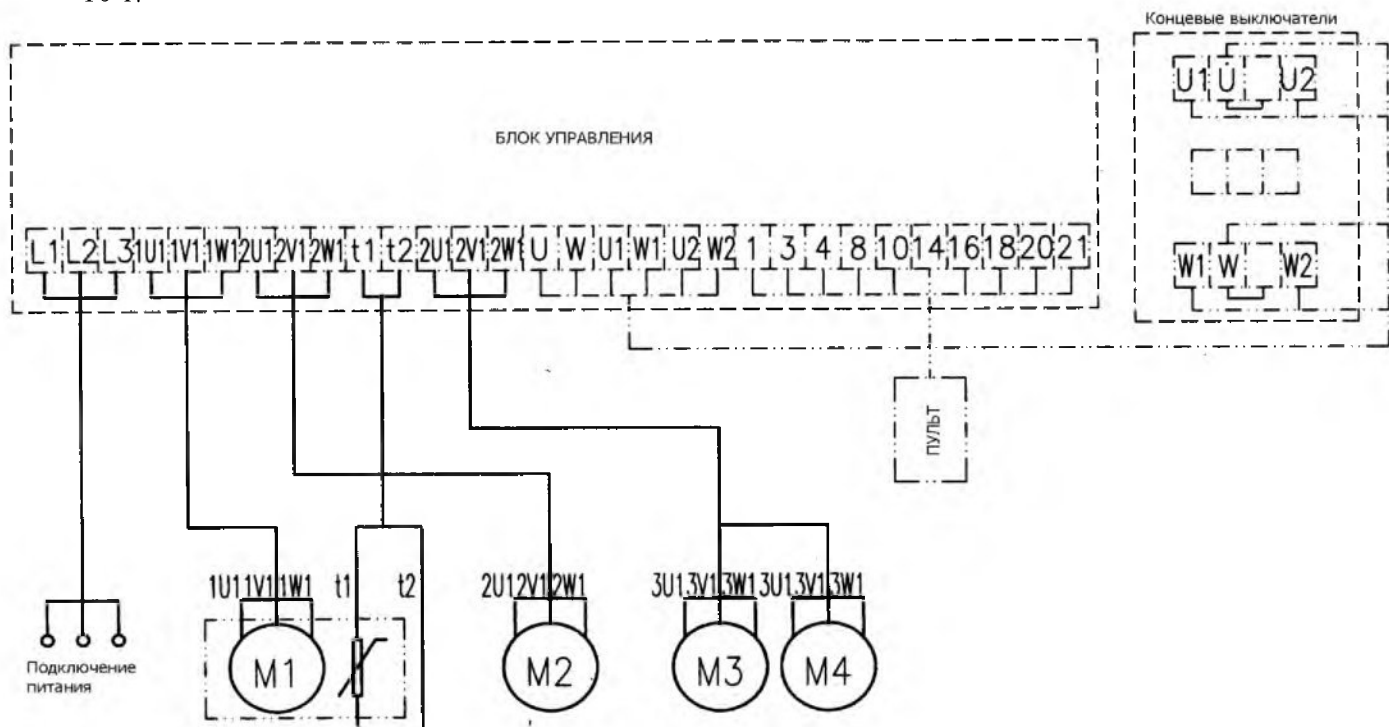 Концевые выключатели
U1 U U2
БЛОК УПРАВЛЕНИЯ
L1 L2 L3 1U1 1V1 1W1 2U1 2V1 2W1 t1 t2 2U1 2V1 2W1 U W U1 W1 U2 W2 1 3 4 8 10 14 16 18 20 21
W1 W W2
ПУЛЬТ
1U1 1V1 1W1 t1 t2 2U1 2V1 2W1 3U1 3V1 3W1 3U1 3V1 3W1
M1 M2 M3 M4
Подключение
питания